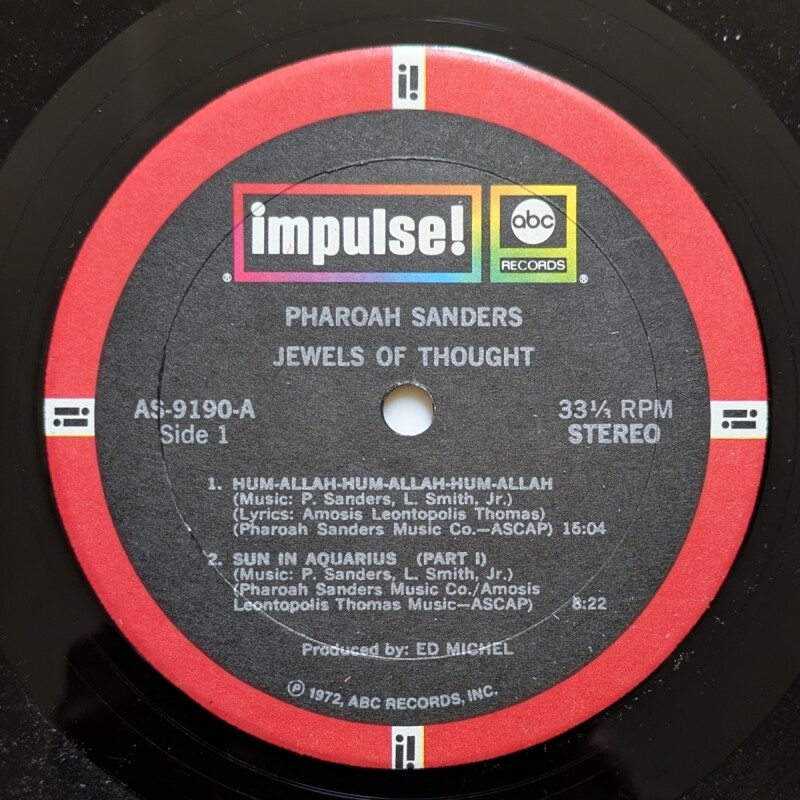 i!
impulse!
abc
RECORDS
®
®
PHAROAH SANDERS
JEWELS OF THOUGHT
i!
AS-9190-A
Side 1
33⅓ RPM
STEREO
i!
1. HUM-ALLAH-HUM-ALLAH-HUM-ALLAH
(Music: P. Sanders, L. Smith, Jr.)
(Lyrics: Amosis Leontopolis Thomas)
(Pharoah Sanders Music Co.—ASCAP) 15:04
2. SUN IN AQUARIUS (PART I)
(Music: P. Sanders, L. Smith, Jr.)
(Pharoah Sanders Music Co./Amosis
Leontopolis Thomas Music—ASCAP) 8:22
Produced by: ED MICHEL
℗ 1972, ABC RECORDS, INC.
i!